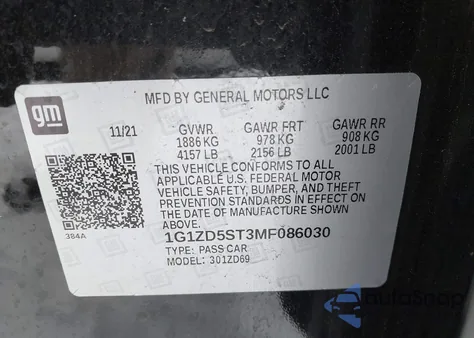 gm
MFD BY GENERAL MOTORS LLC
11/21 GVWR GAWR FRT GAWR RR
1886 KG 978 KG 908 KG
4157 LB 2156 LB 2001 LB
THIS VEHICLE CONFORMS TO ALL
APPLICABLE U.S. FEDERAL MOTOR
VEHICLE SAFETY, BUMPER, AND THEFT
PREVENTION STANDARDS IN EFFECT ON
THE DATE OF MANUFACTURE SHOWN
ABOVE.
384A
1G1ZD5ST3MF086030
TYPE: PASS CAR
MODEL: 301ZD69
autoSnap